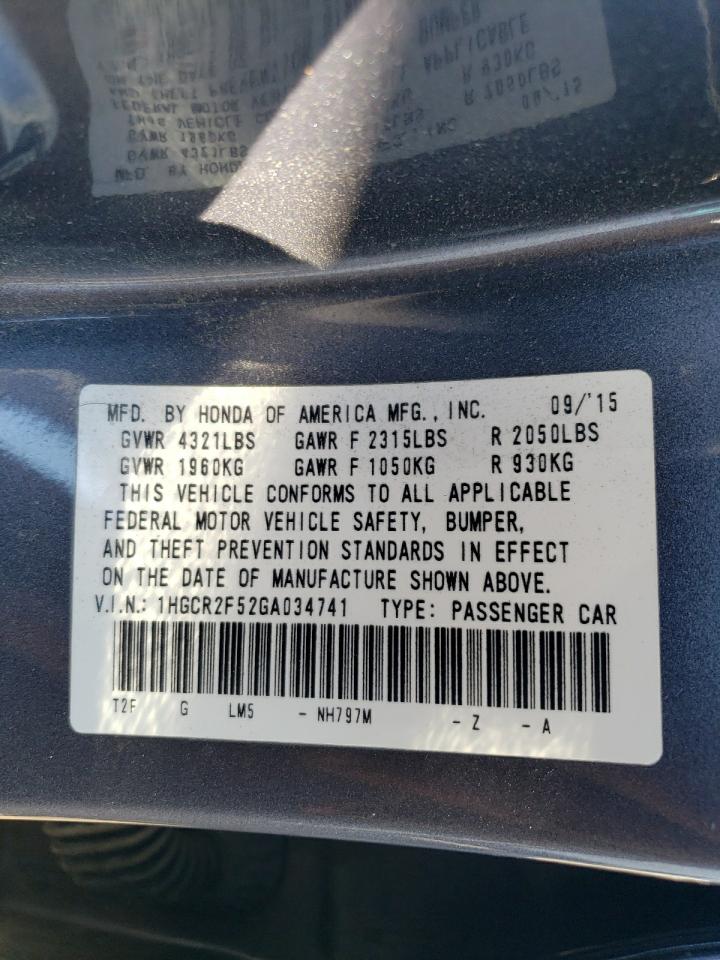 MFD. BY HONDA OF AMERICA MFG., INC. 09/'15
GVWR 4321LBS GAWR F 2315LBS R 2050LBS
GVWR 1960KG GAWR F 1050KG R 930KG
THIS VEHICLE CONFORMS TO ALL APPLICABLE
FEDERAL MOTOR VEHICLE SAFETY, BUMPER,
AND THEFT PREVENTION STANDARDS IN EFFECT
ON THE DATE OF MANUFACTURE SHOWN ABOVE.
V.I.N.: 1HGCR2F52GA034741 TYPE: PASSENGER CAR
T2F G LM5 - NH797M - Z - A